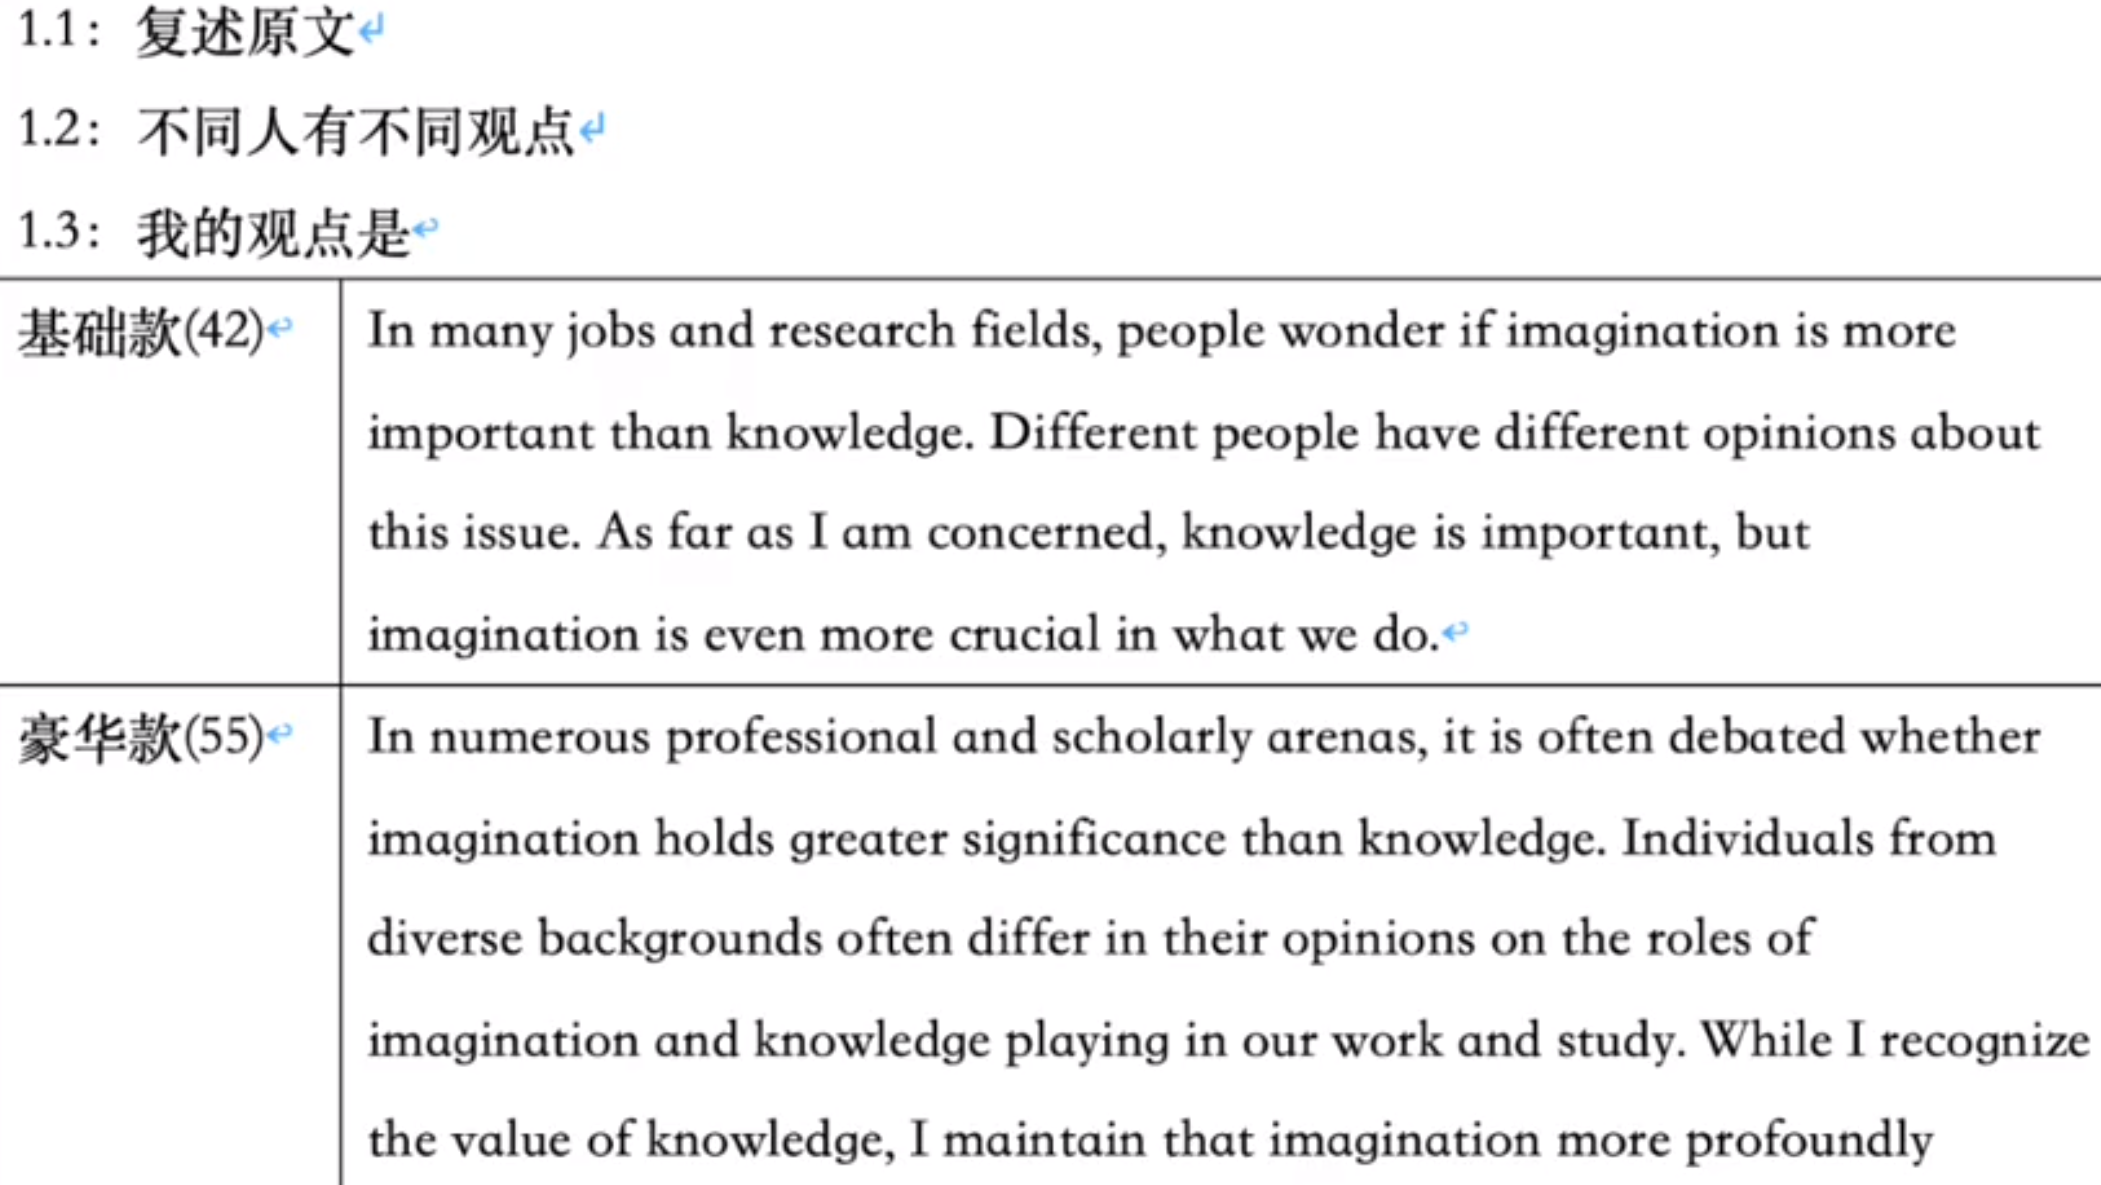 1.1：复述原文
1.2：不同人有不同观点
1.3：我的观点是
基础款(42)
In many jobs and research fields, people wonder if imagination is more
important than knowledge. Different people have different opinions about
this issue. As far as I am concerned, knowledge is important, but
imagination is even more crucial in what we do.
豪华款(55)
In numerous professional and scholarly arenas, it is often debated whether
imagination holds greater significance than knowledge. Individuals from
diverse backgrounds often differ in their opinions on the roles of
imagination and knowledge playing in our work and study. While I recognize
the value of knowledge, I maintain that imagination more profoundly